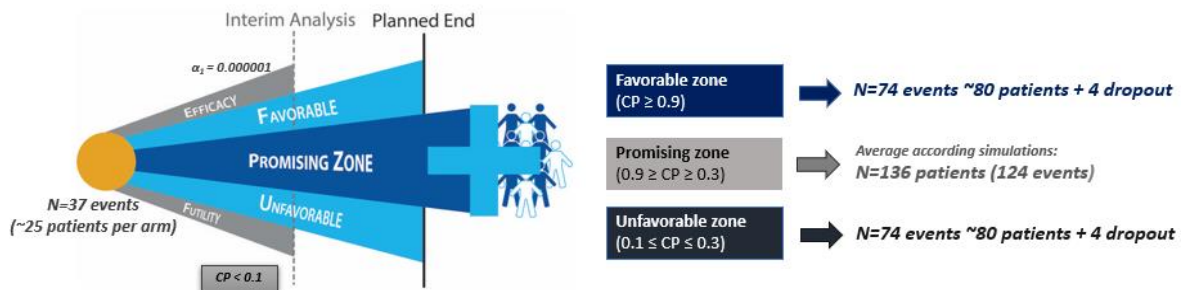 Interim Analysis
Planned End
α₁ = 0.000001
EFFICACY
FAVORABLE
PROMISING ZONE
UNFAVORABLE
FUTILITY
N=37 events
(~25 patients per arm)
CP < 0.1
Favorable zone
(CP ≥ 0.9)
N=74 events ~80 patients + 4 dropout
Promising zone
(0.9 ≥ CP ≥ 0.3)
Average according simulations:
N=136 patients (124 events)
Unfavorable zone
(0.1 ≤ CP ≤ 0.3)
N=74 events ~80 patients + 4 dropout